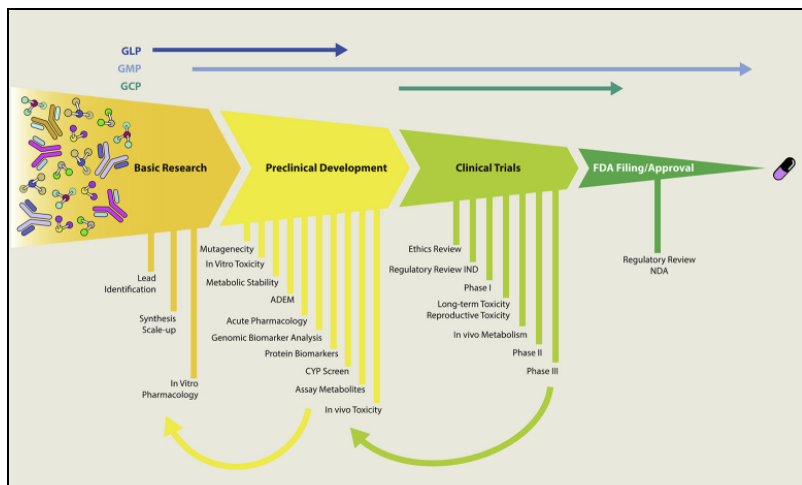 GLP
GMP
GCP
Basic Research
Preclinical Development
Clinical Trials
FDA Filing/Approval
Lead
Identification
Synthesis
Scale-up
In Vitro
Pharmacology
Mutagenecity
In Vitro Toxicity
Metabolic Stability
ADEM
Acute Pharmacology
Genomic Biomarker Analysis
Protein Biomarkers
CYP Screen
Assay Metabolites
In vivo Toxicity
Ethics Review
Regulatory Review IND
Phase I
Long-term Toxicity
Reproductive Toxicity
In vivo Metabolism
Phase II
Phase III
Regulatory Review
NDA